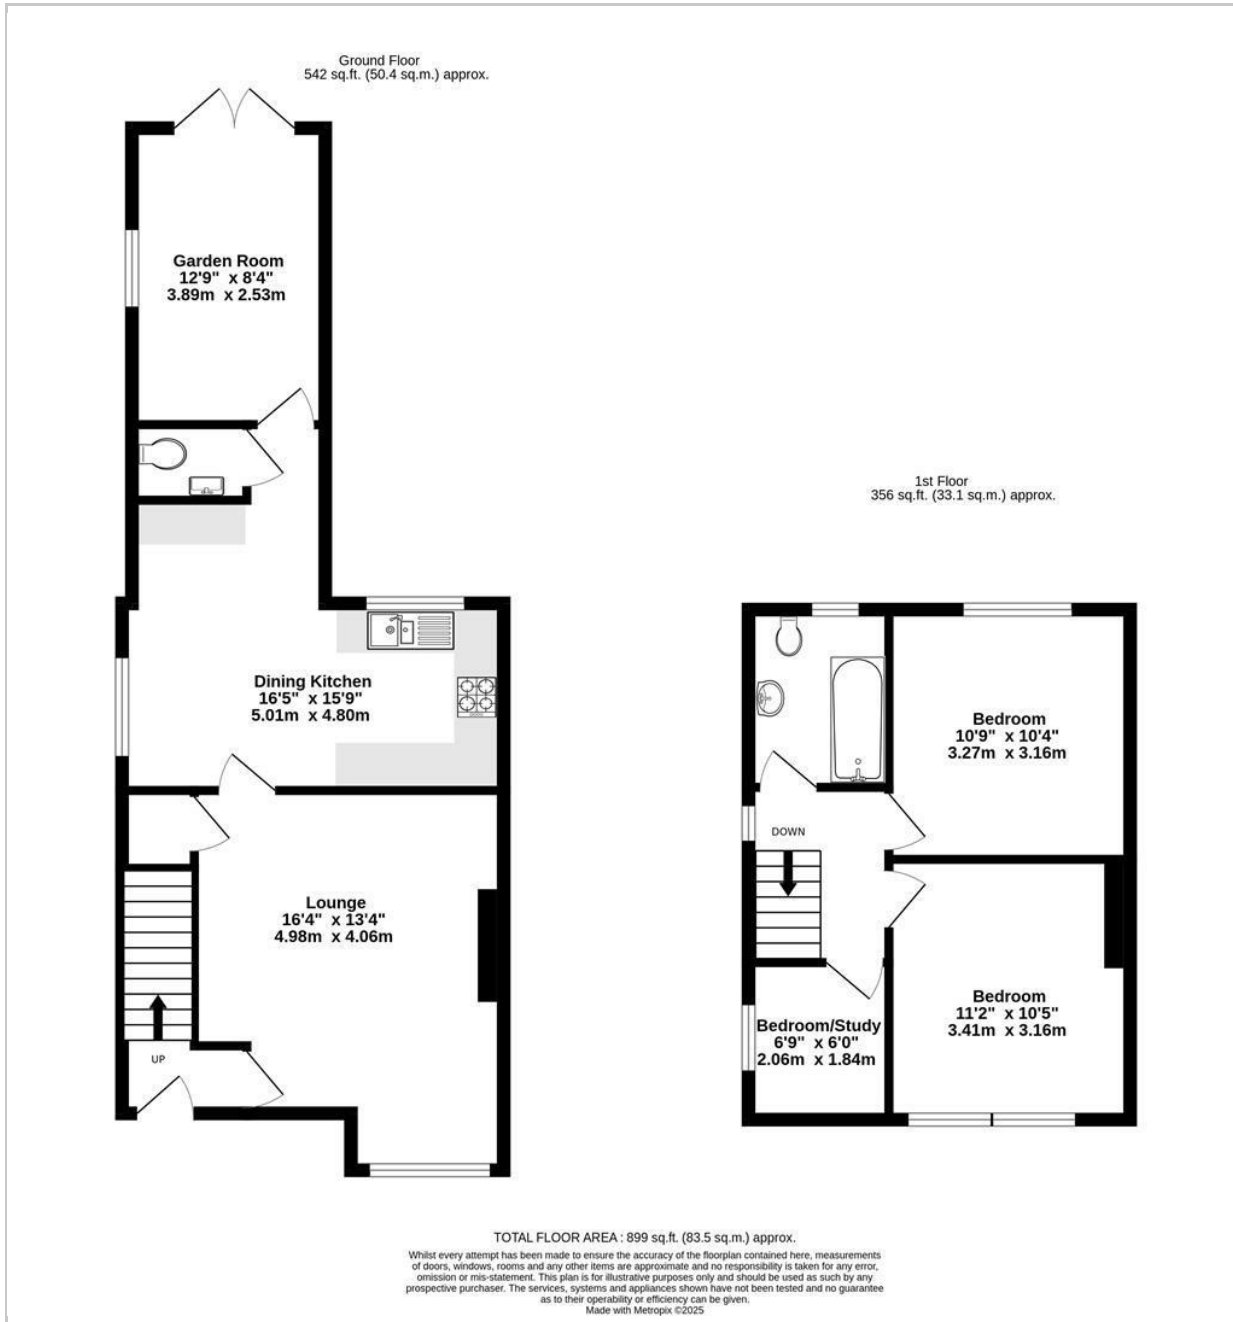 Ground Floor
542 sq.ft. (50.4 sq.m.) approx.
Garden Room
12'9" x 8'4"
3.89m x 2.53m
Dining Kitchen
16'5" x 15'9"
5.01m x 4.80m
Lounge
16'4" x 13'4"
4.98m x 4.06m
UP
1st Floor
356 sq.ft. (33.1 sq.m.) approx.
Bedroom
10'9" x 10'4"
3.27m x 3.16m
DOWN
Bedroom
11'2" x 10'5"
3.41m x 3.16m
Bedroom/Study
6'9" x 6'0"
2.06m x 1.84m
TOTAL FLOOR AREA : 899 sq.ft. (83.5 sq.m.) approx.
Whilst every attempt has been made to ensure the accuracy of the floorplan contained here, measurements
of doors, windows, rooms and any other items are approximate and no responsibility is taken for any error,
omission or mis-statement. This plan is for illustrative purposes only and should be used as such by any
prospective purchaser. The services, systems and appliances shown have not been tested and no guarantee
as to their operability or efficiency can be given.
Made with Metropix ©2025